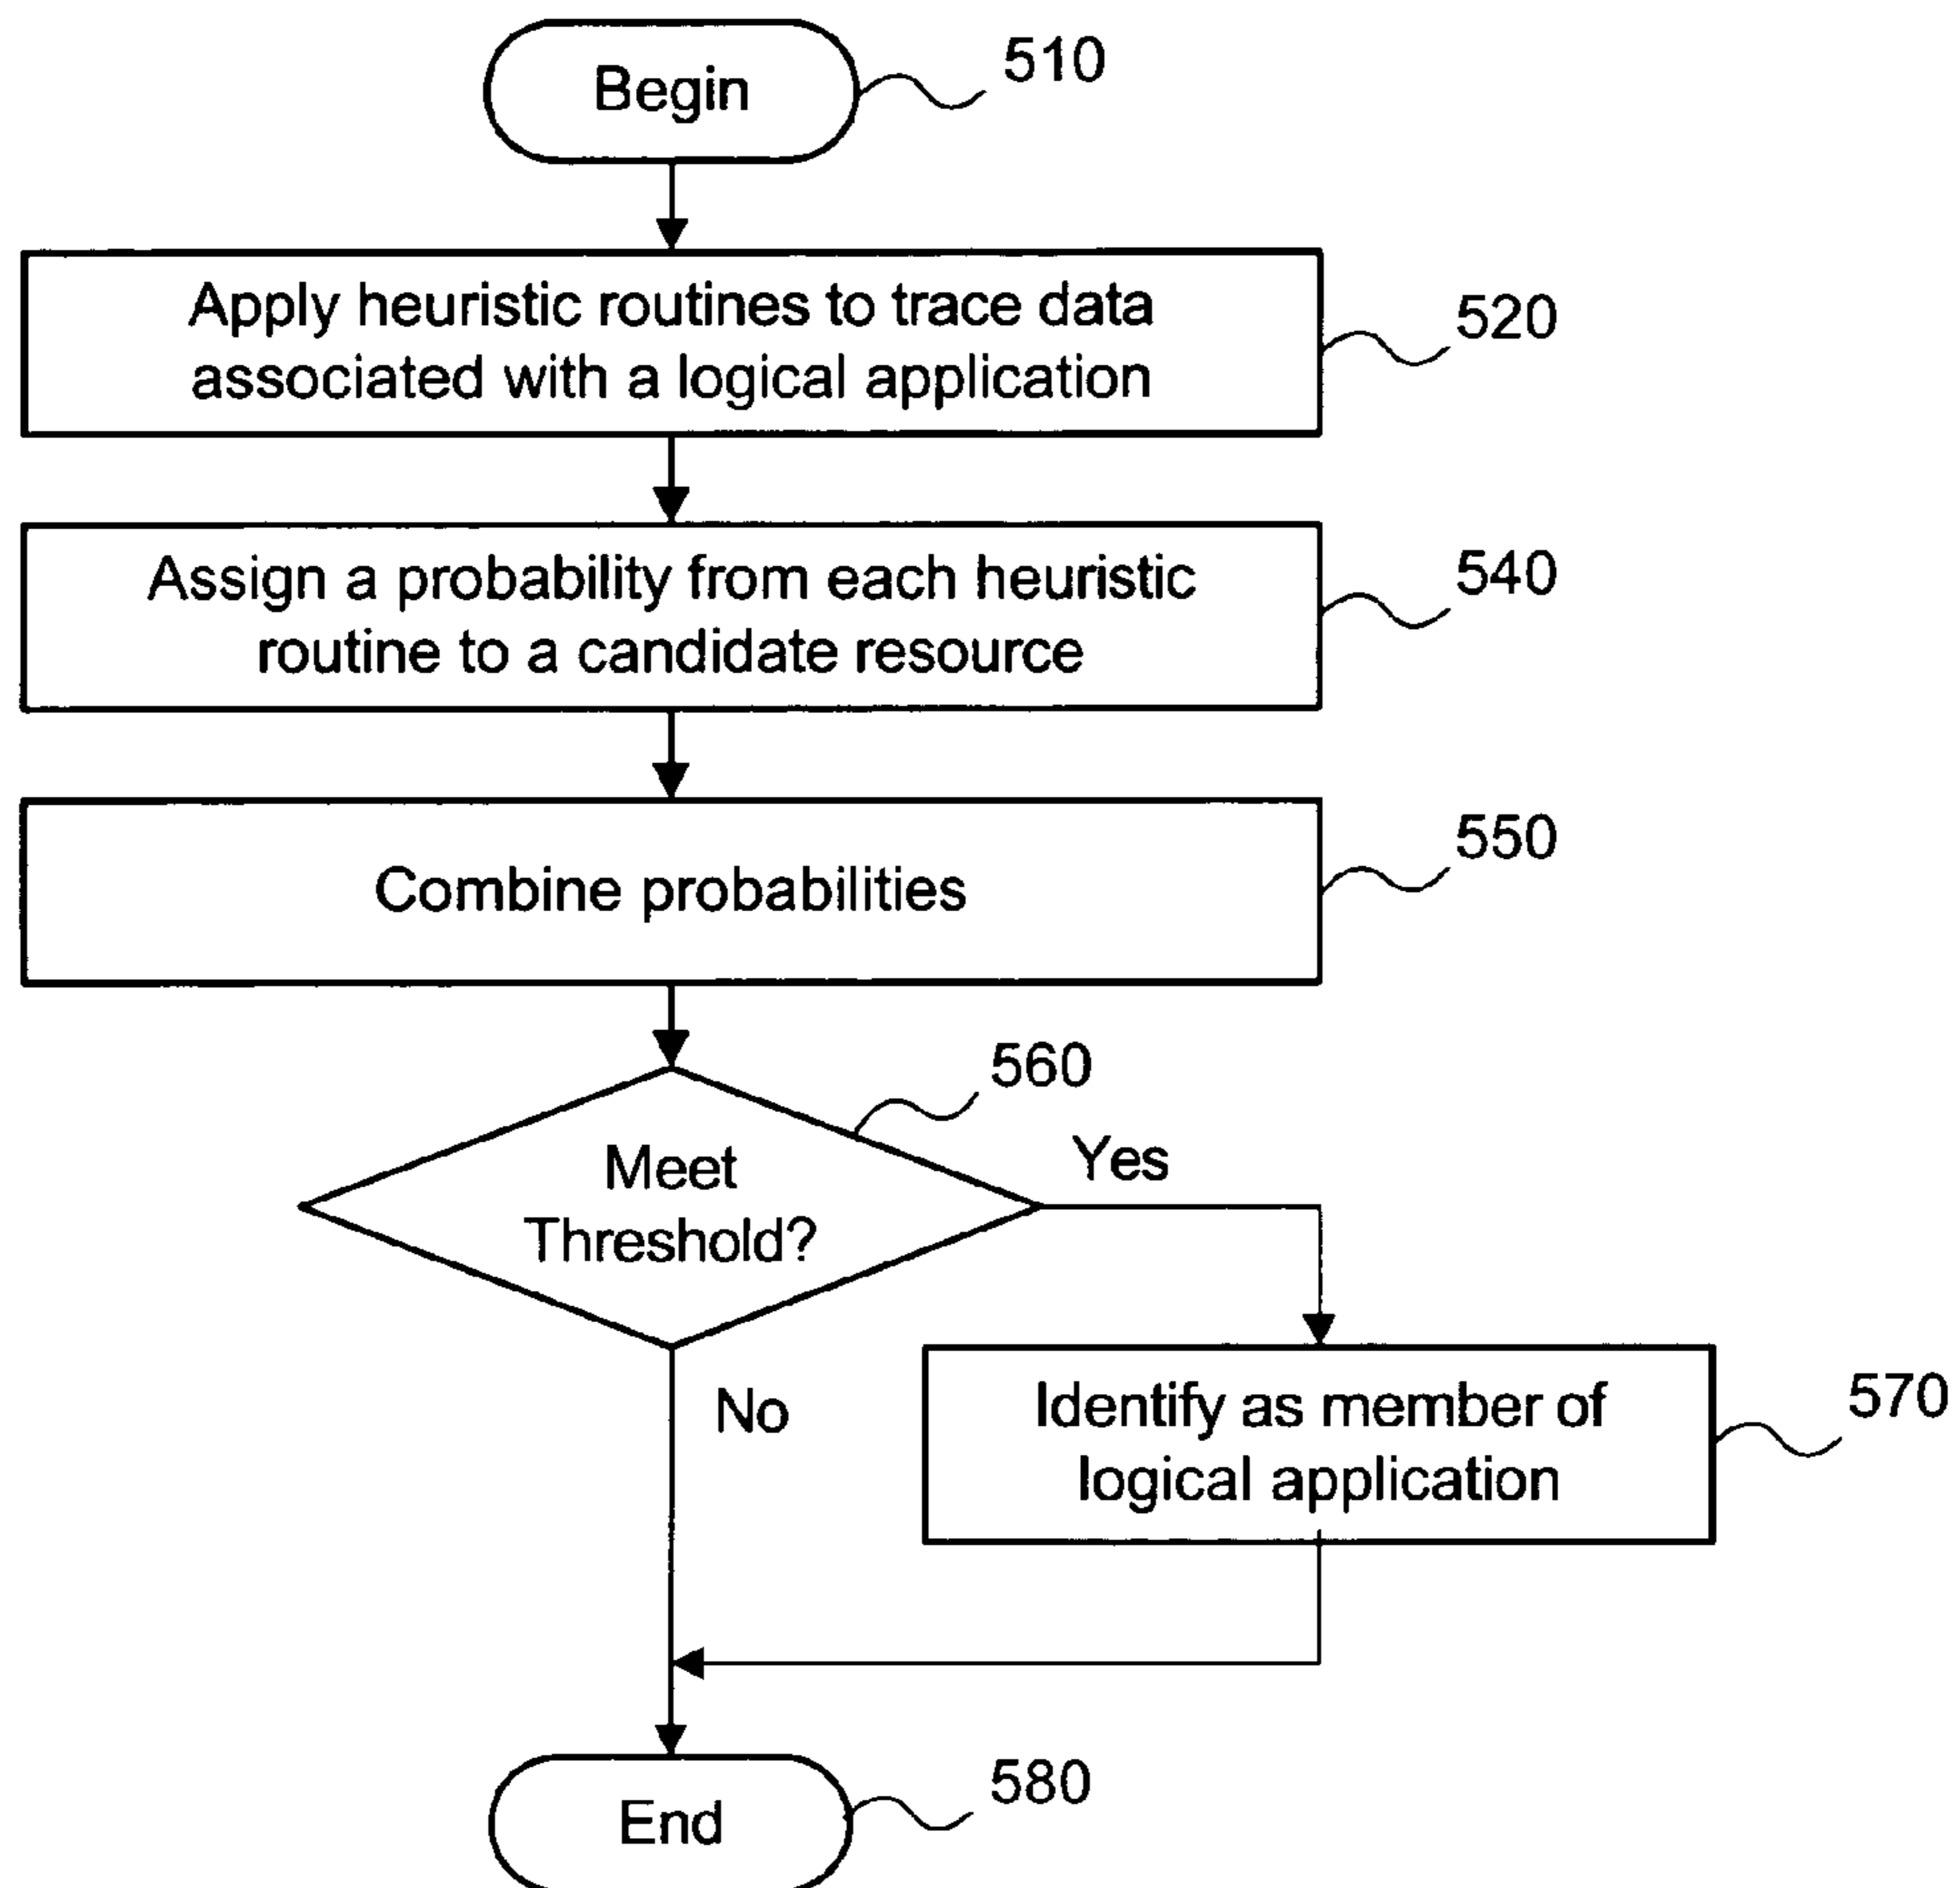 Begin
510
Apply heuristic routines to trace data
associated with a logical application
520
Assign a probability from each heuristic
routine to a candidate resource
540
Combine probabilities
550
560
Meet
Threshold?
Yes
No
Identify as member of
logical application
570
End
580